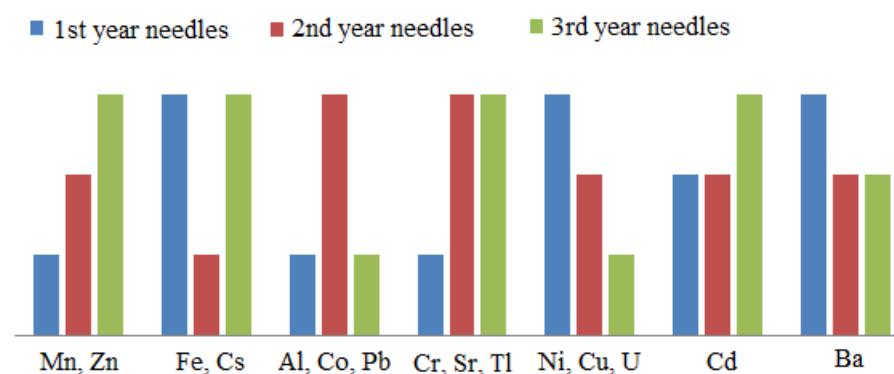 1st year needles 2nd year needles 3rd year needles
Mn, Zn Fe, Cs Al, Co, Pb Cr, Sr, Tl Ni, Cu, U Cd Ba